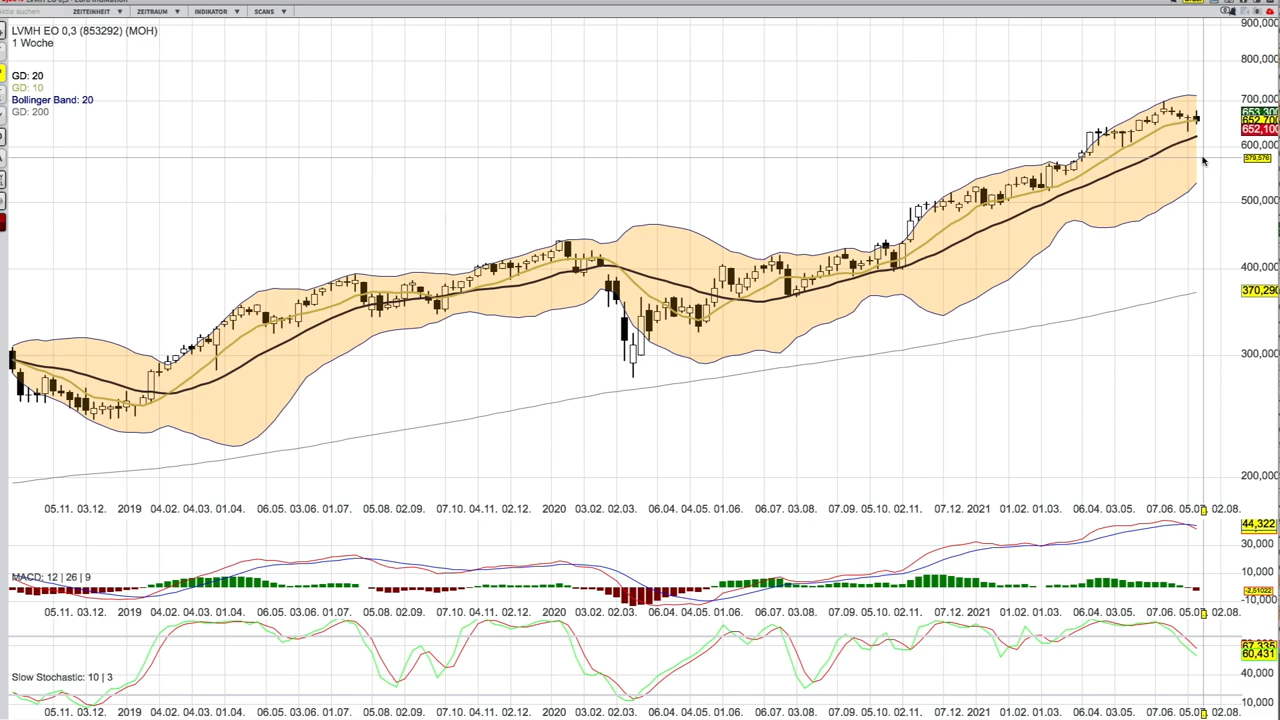 ZEITEINHEIT ZEITRAUM INDIKATOR SCANS
LVMH EO 0,3 (853292) (MOH)
1 Woche
GD: 20
GD: 10
Bollinger Band: 20
GD: 200
900,000
800,000
700,000
653,300
652,700
652,100
600,000
579,576
500,000
400,000
370,290
300,000
200,000
05.11. 03.12. 2019 04.02. 04.03. 01.04. 06.05. 03.06. 01.07. 05.08. 02.09. 07.10. 04.11. 02.12. 2020 03.02. 02.03. 06.04. 04.05. 01.06. 06.07. 03.08. 07.09. 05.10. 02.11. 07.12. 2021 01.02. 01.03. 06.04. 03.05. 07.06. 05.07. 02.08.
44,322
30,000
MACD: 12 | 26 | 9
10,000
-2,51022
-10,000
05.11. 03.12. 2019 04.02. 04.03. 01.04. 06.05. 03.06. 01.07. 05.08. 02.09. 07.10. 04.11. 02.12. 2020 03.02. 02.03. 06.04. 04.05. 01.06. 06.07. 03.08. 07.09. 05.10. 02.11. 07.12. 2021 01.02. 01.03. 06.04. 03.05. 07.06. 05.07. 02.08.
67,335
60,431
40,000
Slow Stochastic: 10 | 3
10,000
05.11. 03.12. 2019 04.02. 04.03. 01.04. 06.05. 03.06. 01.07. 05.08. 02.09. 07.10. 04.11. 02.12. 2020 03.02. 02.03. 06.04. 04.05. 01.06. 06.07. 03.08. 07.09. 05.10. 02.11. 07.12. 2021 01.02. 01.03. 06.04. 03.05. 07.06. 05.07. 02.08.